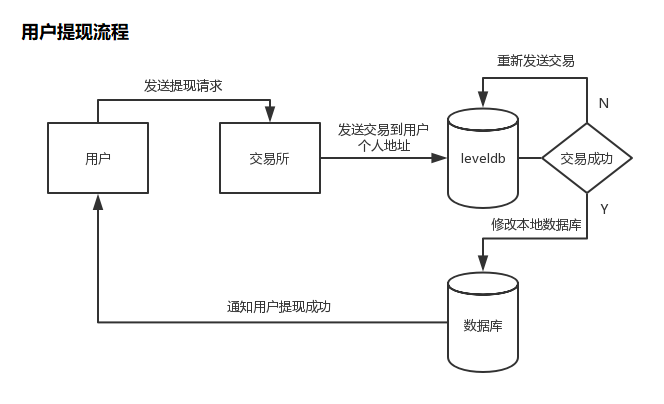 用户提现流程
重新发送交易
发送提现请求
N
发送交易到用户
个人地址
用户
交易所
leveldb
交易成功
Y
修改本地数据库
通知用户提现成功
数据库